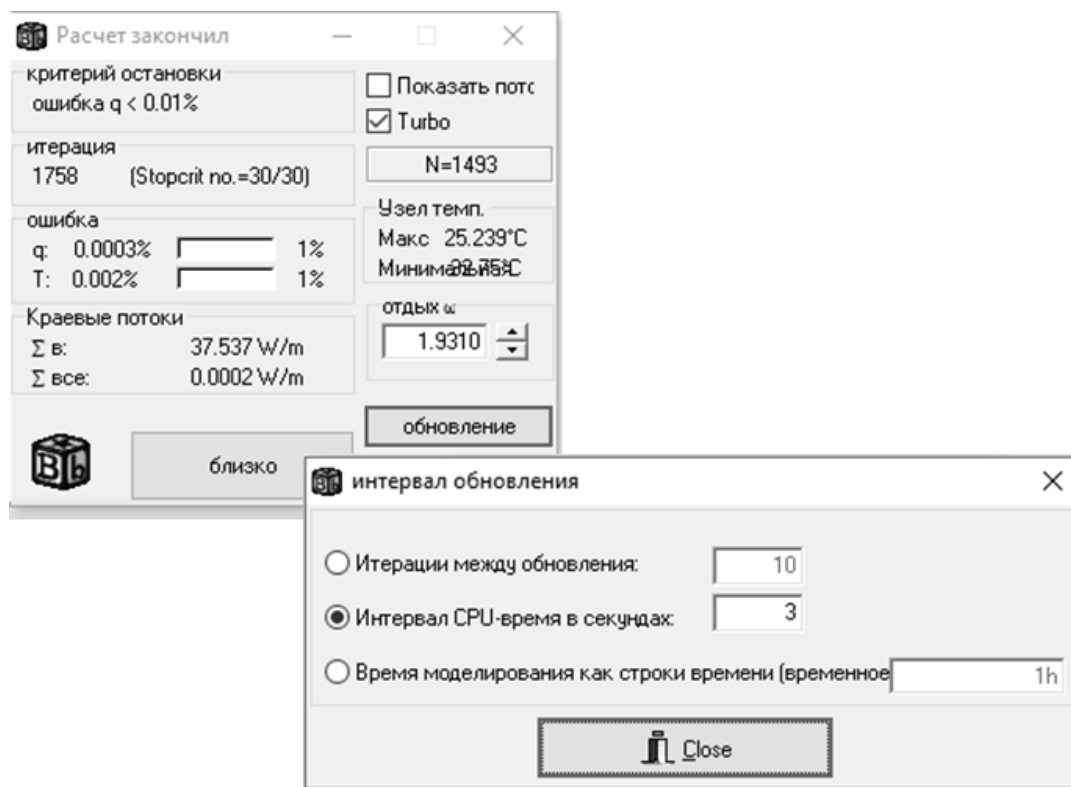 Расчет закончил
критерий остановки
ошибка q < 0.01%
итерация
1758 (Stopcrit no.=30/30)
ошибка
q: 0.0003% 1%
T: 0.002% 1%
Краевые потоки
Σ в: 37.537 W/m
Σ все: 0.0002 W/m
близко
Показать пото
Turbo
N=1493
Узел темп.
Макс 25.239°C
отдых ω
1.9310
обновление
интервал обновления
Итерации между обновления: 10
Интервал CPU-время в секундах: 3
Время моделирования как строки времени (временное 1h
Close